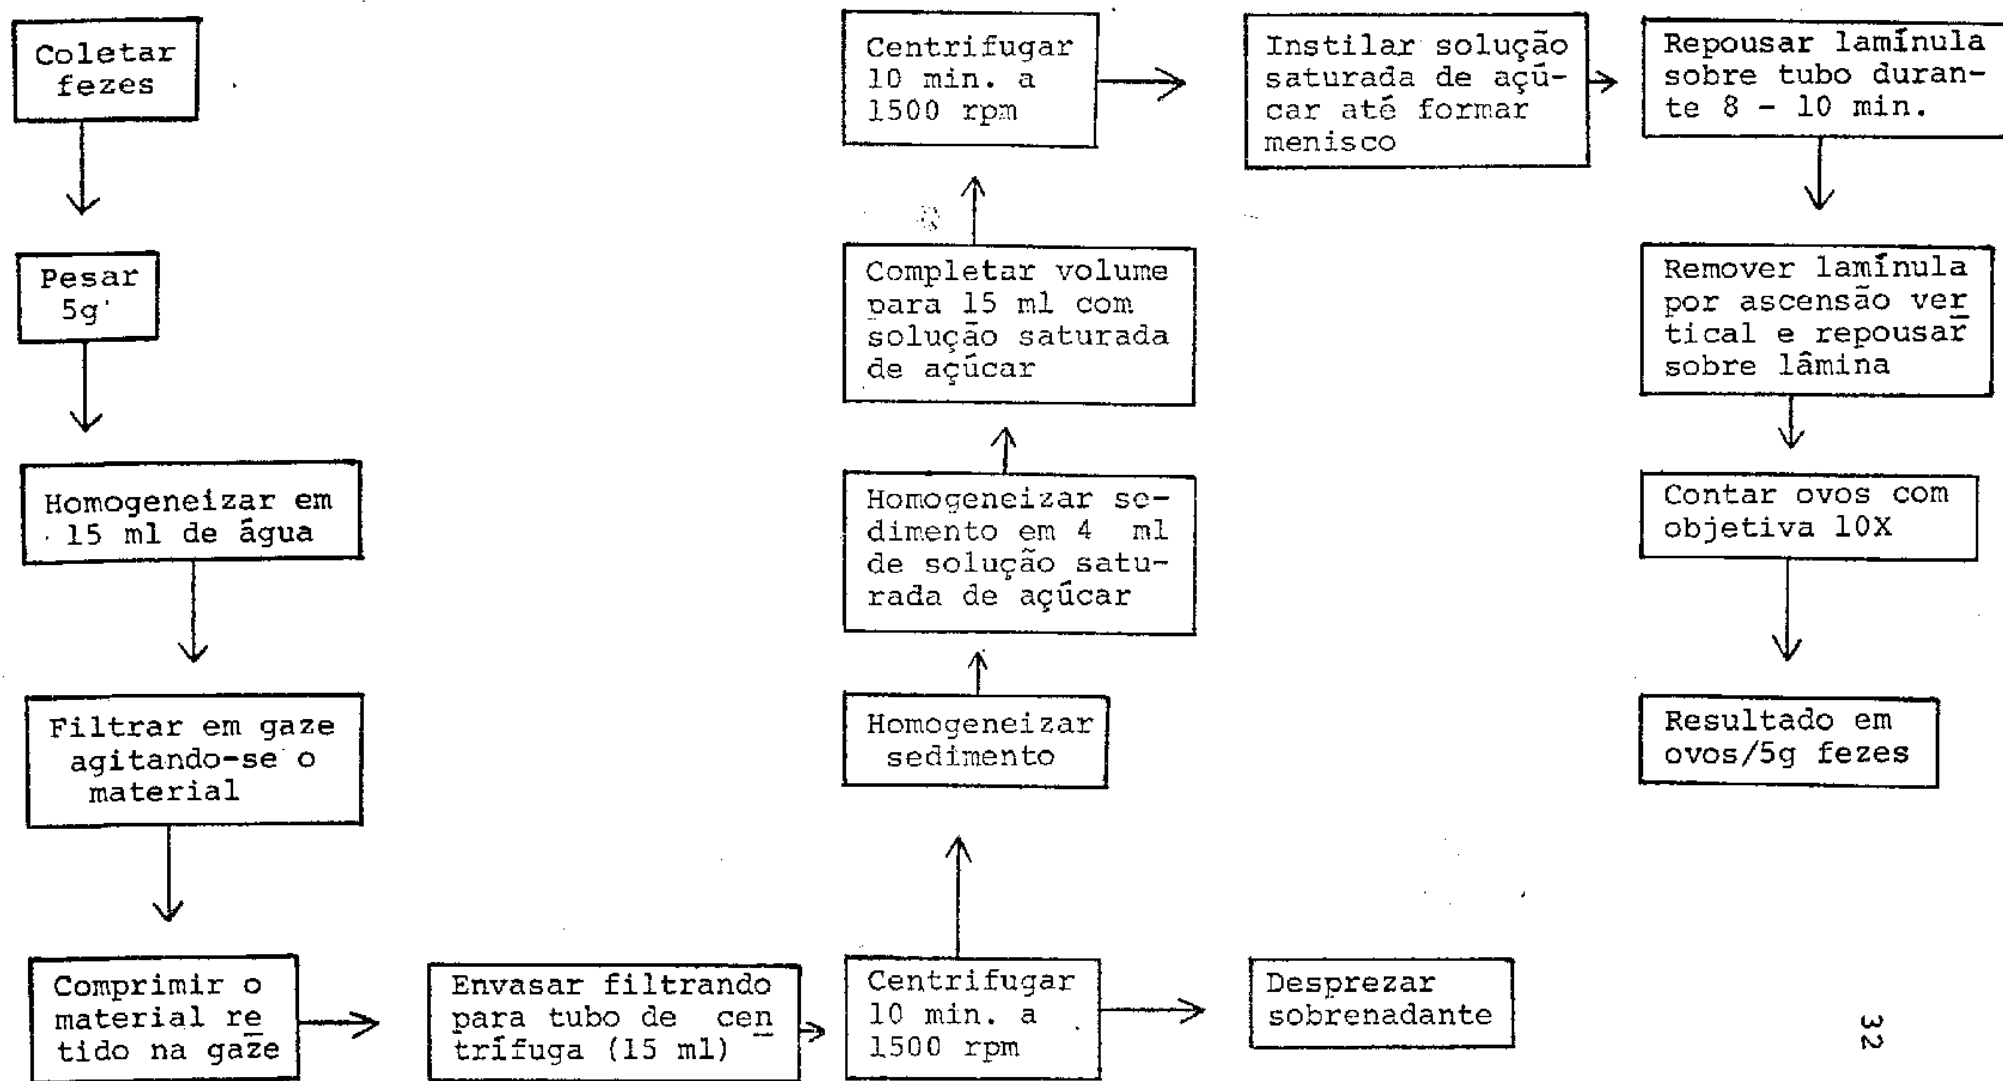 Coletar
fezes
Pesar
5g
Homogeneizar em
15 ml de água
Filtrar em gaze
agitando-se o
material
Comprimir o
material re
tido na gaze
Envasar filtrando
para tubo de cen
trífuga (15 ml)
Centrifugar
10 min. a
1500 rpm
Desprezar
sobrenadante
Homogeneizar
sedimento
Homogeneizar se-
dimento em 4 ml
de solução satu-
rada de açúcar
Completar volume
para 15 ml com
solução saturada
de açúcar
Centrifugar
10 min. a
1500 rpm
Instilar solução
saturada de açú-
car até formar
menisco
Repousar lamínula
sobre tubo duran-
te 8 - 10 min.
Remover lamínula
por ascensão ver
tical e repousar
sobre lâmina
Contar ovos com
objetiva 10X
Resultado em
ovos/5g fezes
32